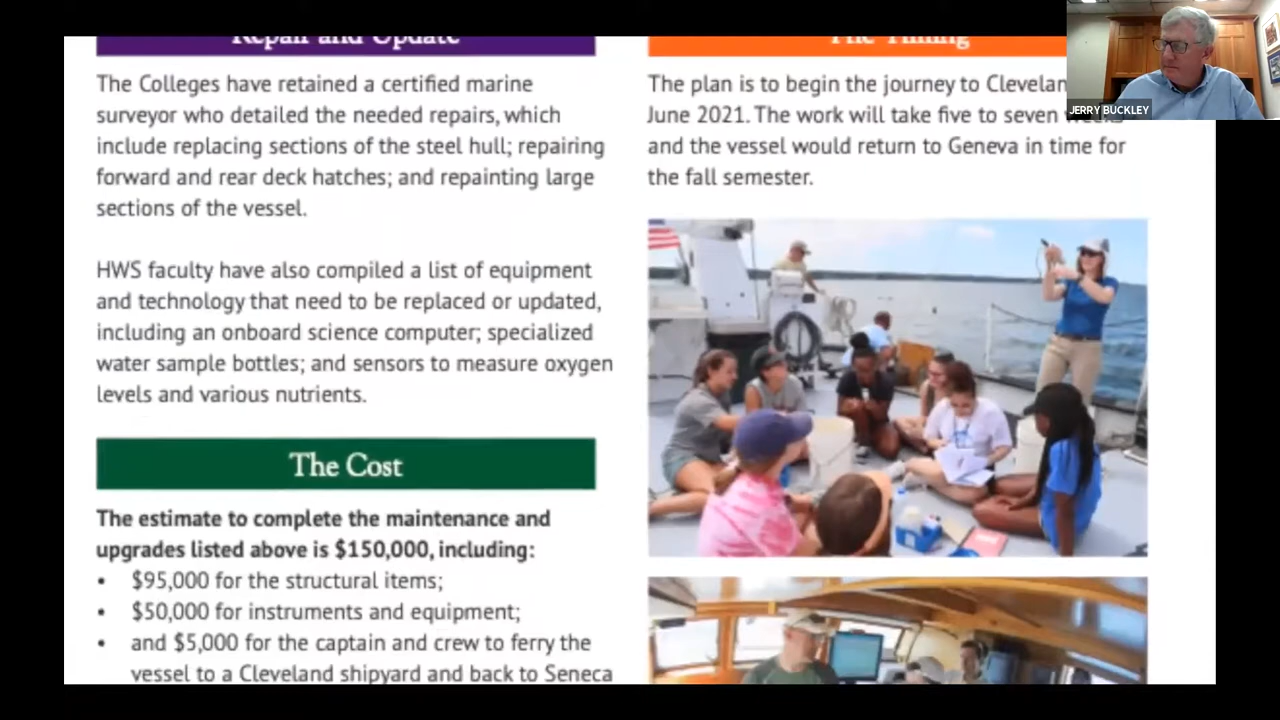 Repair and Update
The Colleges have retained a certified marine
surveyor who detailed the needed repairs, which
include replacing sections of the steel hull; repairing
forward and rear deck hatches; and repainting large
sections of the vessel.
HWS faculty have also compiled a list of equipment
and technology that need to be replaced or updated,
including an onboard science computer; specialized
water sample bottles; and sensors to measure oxygen
levels and various nutrients.
The Cost
The estimate to complete the maintenance and
upgrades listed above is $150,000, including:
• $95,000 for the structural items;
• $50,000 for instruments and equipment;
• and $5,000 for the captain and crew to ferry the
vessel to a Cleveland shipyard and back to Seneca
The Timing
The plan is to begin the journey to Clevelan
June 2021. The work will take five to seven weeks
and the vessel would return to Geneva in time for
the fall semester.
JERRY BUCKLEY